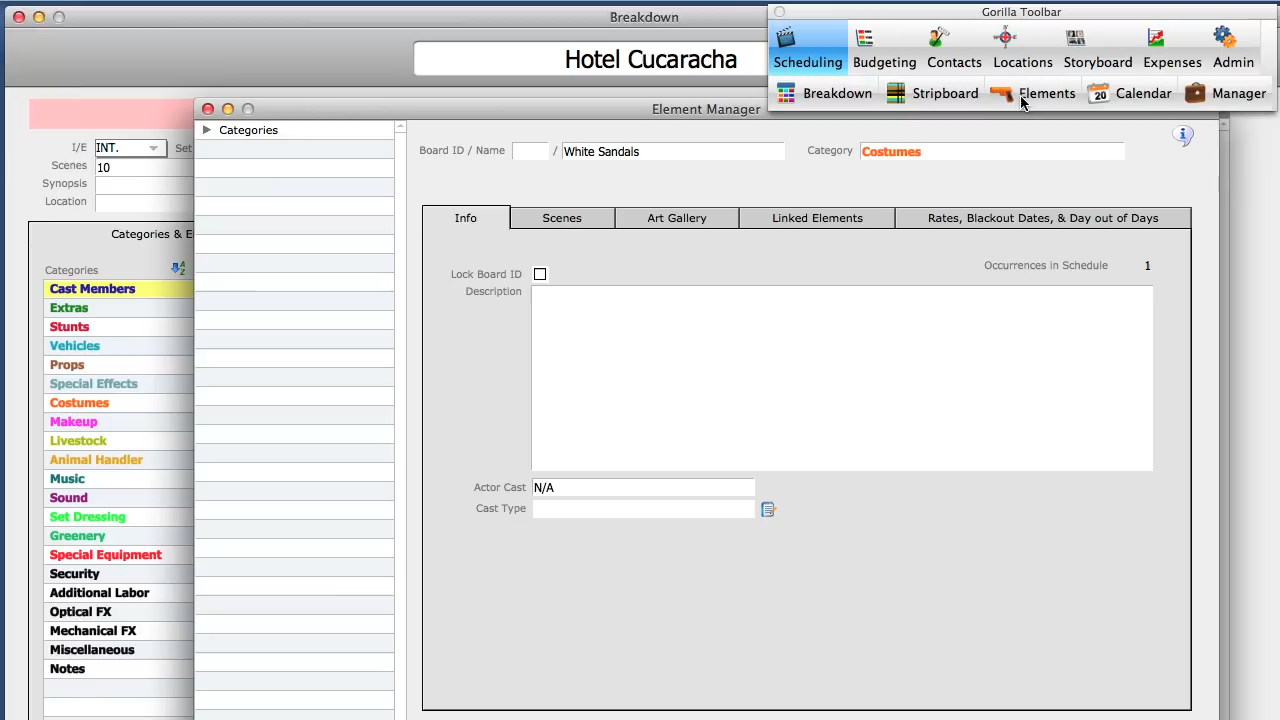 Breakdown
Gorilla Toolbar
Scheduling Budgeting Contacts Locations Storyboard Expenses Admin
Breakdown Stripboard Elements 20 Calendar Manager
Hotel Cucaracha
Element Manager
I/E INT. Set
Scenes 10
Synopsis
Location
Categories & E
Categories A Z
Cast Members
Extras
Stunts
Vehicles
Props
Special Effects
Costumes
Makeup
Livestock
Animal Handler
Music
Sound
Set Dressing
Greenery
Special Equipment
Security
Additional Labor
Optical FX
Mechanical FX
Miscellaneous
Notes
Categories
Board ID / Name / White Sandals Category Costumes
Info Scenes Art Gallery Linked Elements Rates, Blackout Dates, & Day out of Days
Lock Board ID Occurrences in Schedule 1
Description
Actor Cast N/A
Cast Type